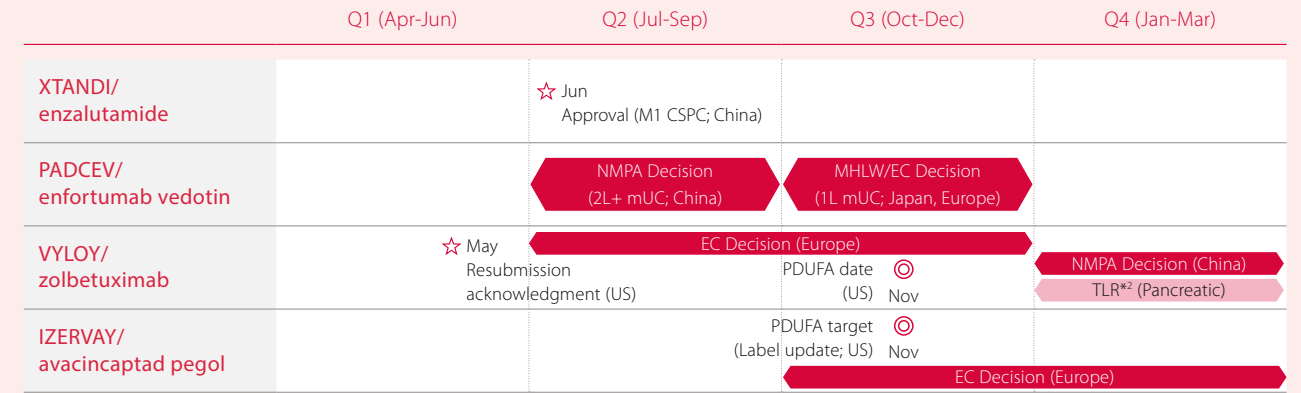 Q1 (Apr-Jun) Q2 (Jul-Sep) Q3 (Oct-Dec) Q4 (Jan-Mar)
XTANDI/
enzalutamide
☆ Jun
Approval (M1 CSPC; China)
PADCEV/
enfortumab vedotin
NMPA Decision
(2L+ mUC; China)
MHLW/EC Decision
(1L mUC; Japan, Europe)
VYLOY/
zolbetuximab
☆ May
Resubmission
acknowledgment (US)
EC Decision (Europe)
PDUFA date
(US)
◎
Nov
NMPA Decision (China)
TLR*2 (Pancreatic)
IZERVAY/
avacincaptad pegol
PDUFA target
(Label update; US)
◎
Nov
EC Decision (Europe)